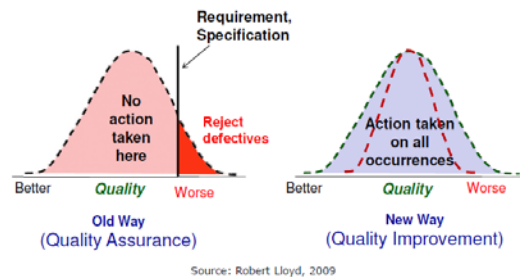 Requirement,
Specification
No
action
taken
here
Reject
defectives
Better
Quality
Worse
Old Way
(Quality Assurance)
Action taken
on all
occurrences
Better
Quality
Worse
New Way
(Quality Improvement)
Source: Robert Lloyd, 2009